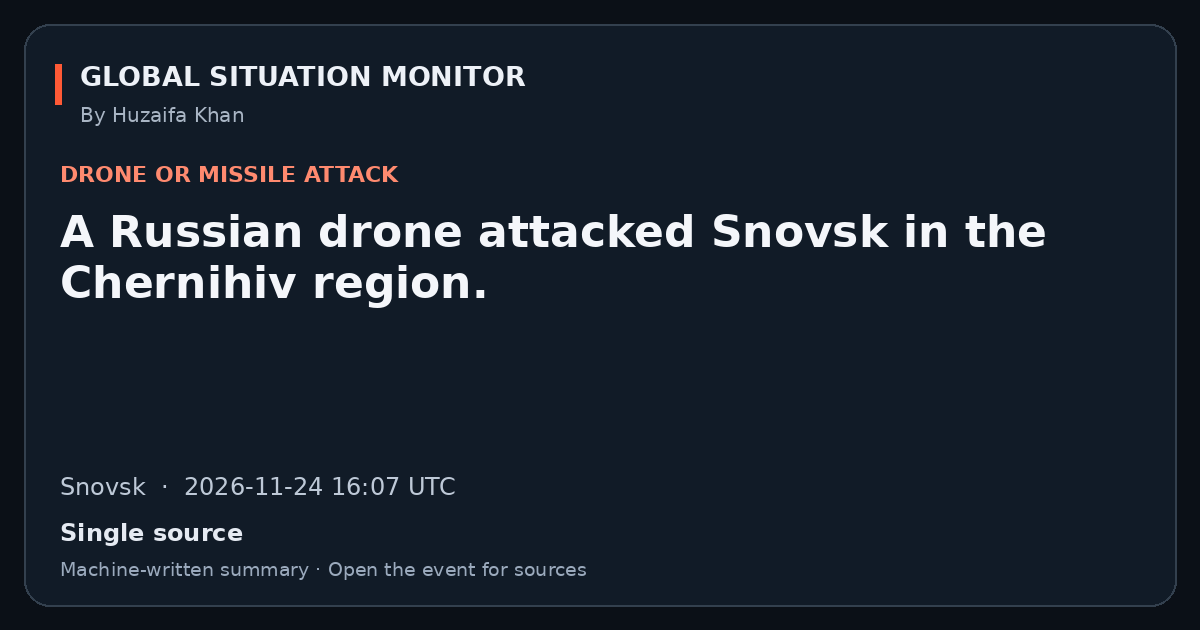 GLOBAL SITUATION MONITOR
By Huzaifa Khan
DRONE OR MISSILE ATTACK
A Russian drone attacked Snovsk in the
Chernihiv region.
Snovsk · 2026-11-24 16:07 UTC
Single source
Machine-written summary · Open the event for sources